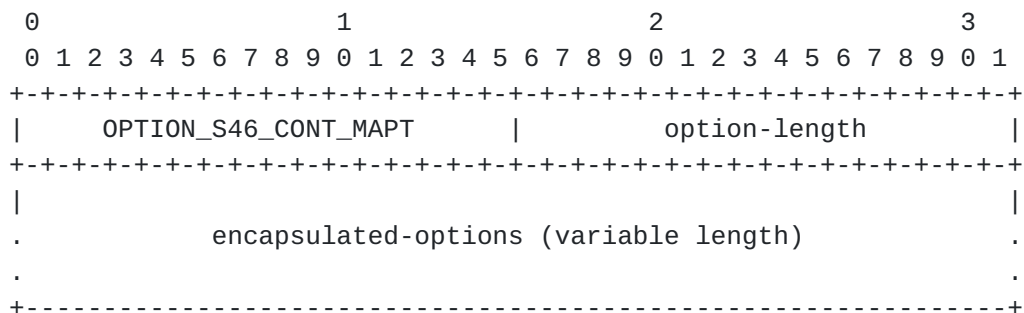 0                   1                   2                   3
 0 1 2 3 4 5 6 7 8 9 0 1 2 3 4 5 6 7 8 9 0 1 2 3 4 5 6 7 8 9 0 1
+-+-+-+-+-+-+-+-+-+-+-+-+-+-+-+-+-+-+-+-+-+-+-+-+-+-+-+-+-+-+-+-+
|     OPTION_S46_CONT_MAPT      |         option-length         |
+-+-+-+-+-+-+-+-+-+-+-+-+-+-+-+-+-+-+-+-+-+-+-+-+-+-+-+-+-+-+-+-+
|                                                               |
.            encapsulated-options (variable length)             .
.                                                               .
+---------------------------------------------------------------+